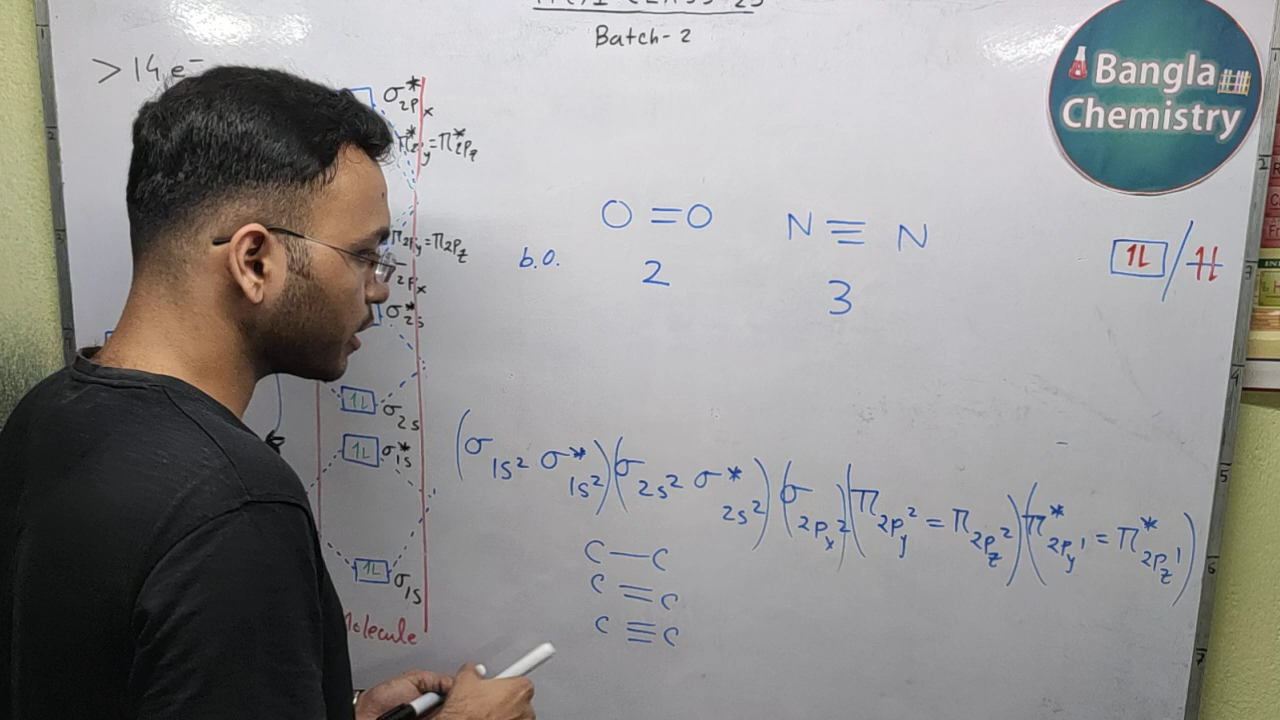 Batch-2
> 14 e⁻
Bangla
Chemistry
σ*2Px
π*2Py=π*2Pz
π2Py=π2Pz
σ2Px
σ*2s
σ2s
σ*1s
σ1s
Molecule
O=O N≡N
b.o. 2 3
1L / 1L
(σ1s² σ*1s²)(σ2s² σ*2s²)(σ2Px²)(π2Py² = π2Pz²)(π*2Py¹ = π*2Pz¹)
C—C
C=C
C≡C